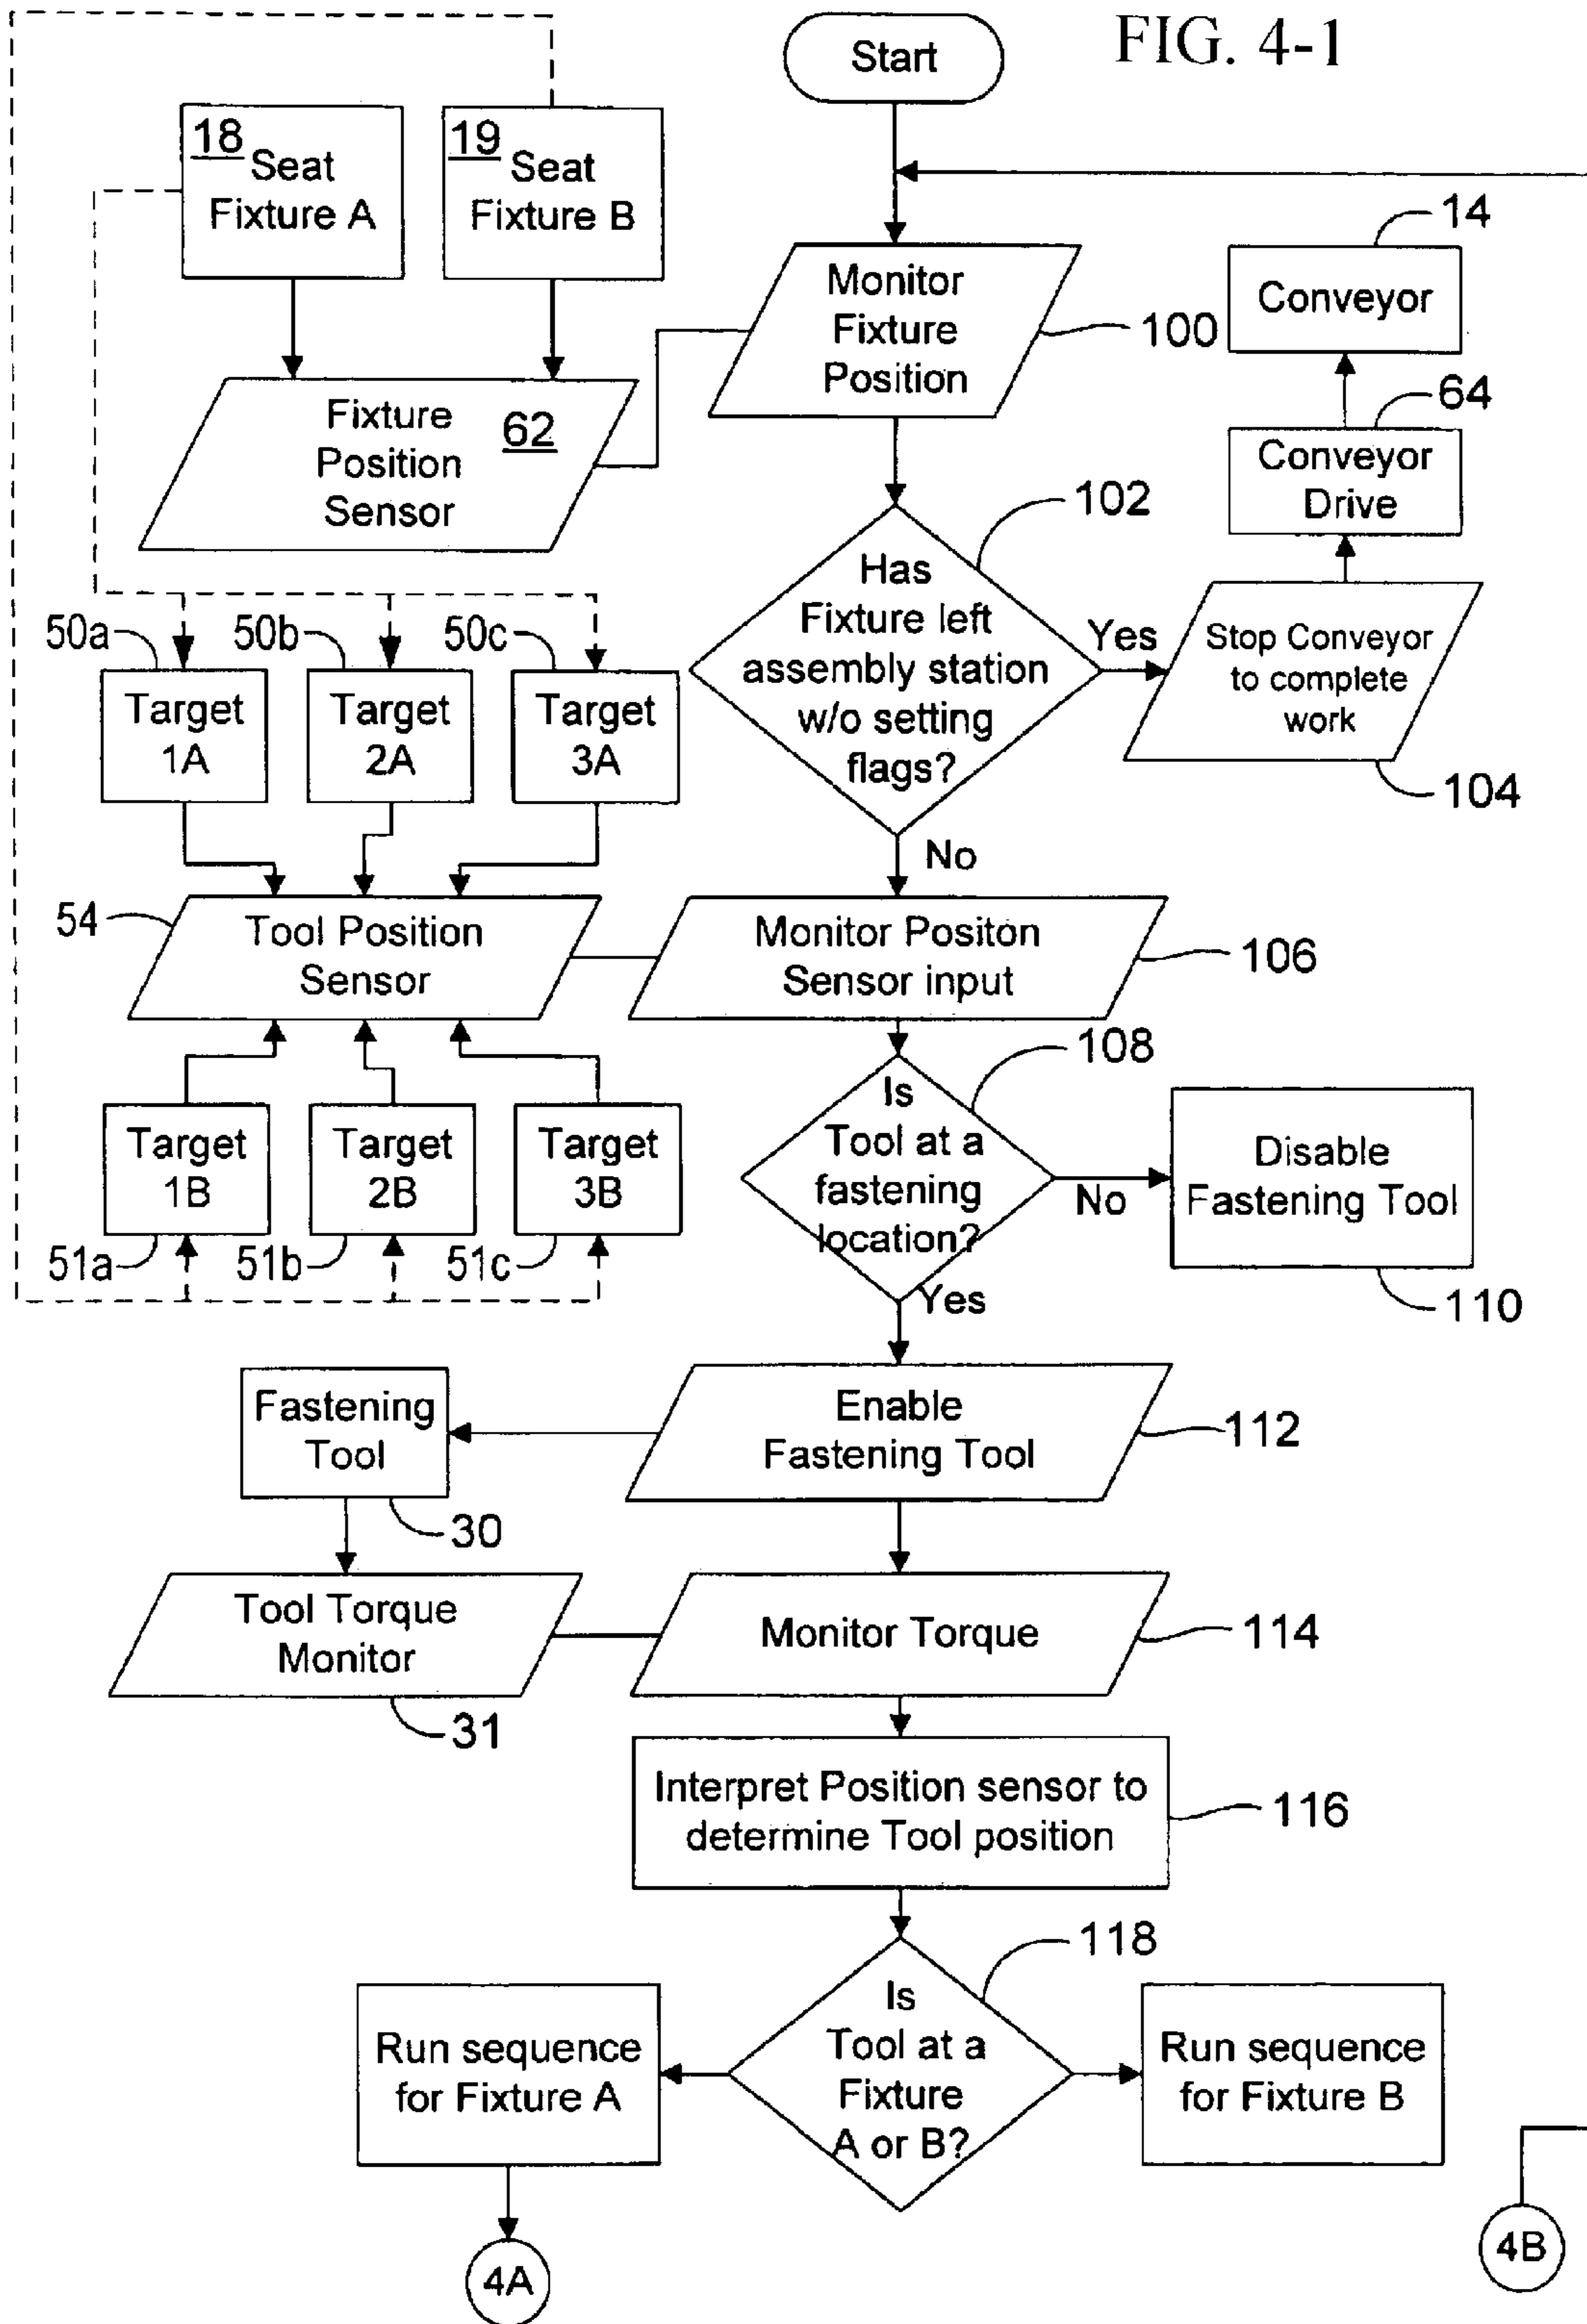 FIG. 4-1
Start
18
Seat
Fixture A
19
Seat
Fixture B
Monitor
Fixture
Position
100
14
Conveyor
64
Conveyor
Drive
Fixture
Position
Sensor
62
102
Has
Fixture left
assembly station
w/o setting
flags?
Yes
Stop Conveyor
to complete
work
104
No
50a
50b
50c
Target
1A
Target
2A
Target
3A
54
Tool Position
Sensor
Monitor Positon
Sensor input
106
108
Is
Tool at a
fastening
location?
No
Disable
Fastening Tool
110
Yes
Target
1B
Target
2B
Target
3B
51a
51b
51c
Fastening
Tool
30
Enable
Fastening Tool
112
Tool Torque
Monitor
31
Monitor Torque
114
Interpret Position sensor to
determine Tool position
116
118
Is
Tool at a
Fixture
A or B?
Run sequence
for Fixture A
Run sequence
for Fixture B
4A
4B